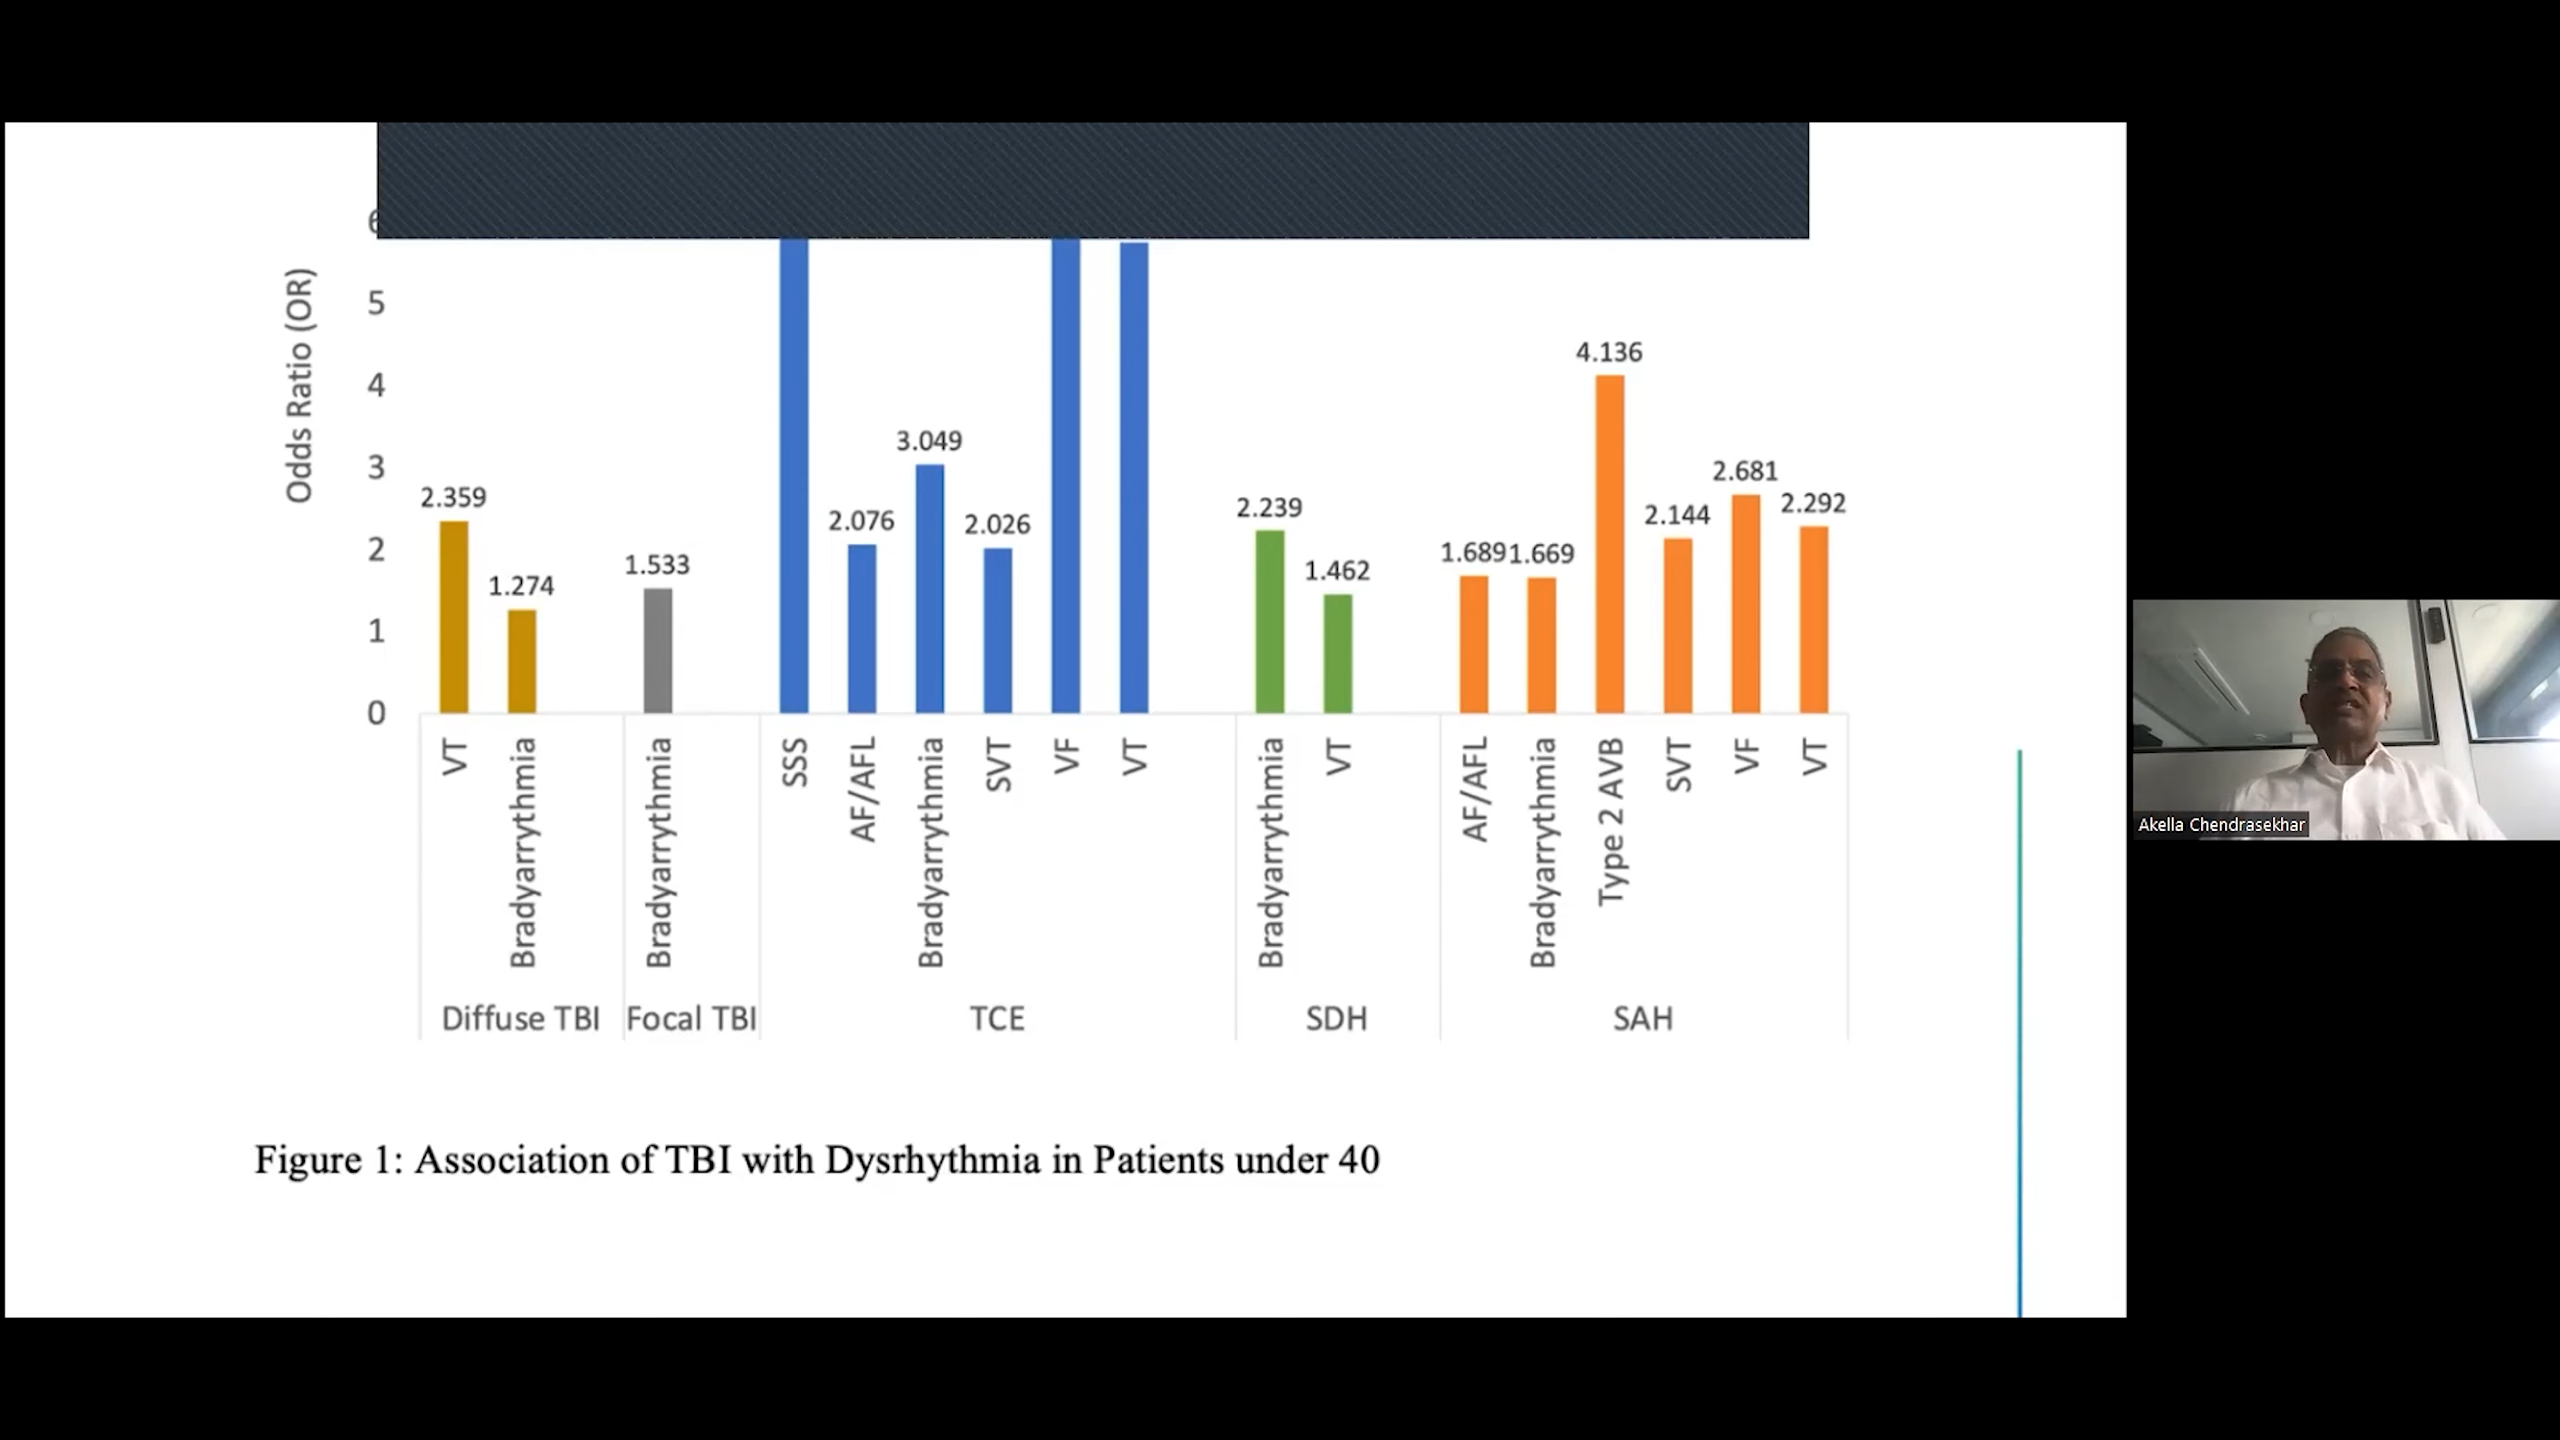 6
5
4
3
2
1
0
Odds Ratio (OR)
2.359
1.274
1.533
2.076
3.049
2.026
2.239
1.462
1.689
1.669
4.136
2.144
2.681
2.292
VT
Bradyarrythmia
Bradyarrythmia
SSS
AF/AFL
Bradyarrythmia
SVT
VF
VT
Bradyarrythmia
VT
AF/AFL
Bradyarrythmia
Type 2 AVB
SVT
VF
VT
Diffuse TBI
Focal TBI
TCE
SDH
SAH
Figure 1: Association of TBI with Dysrhythmia in Patients under 40
Akella Chendrasekhar